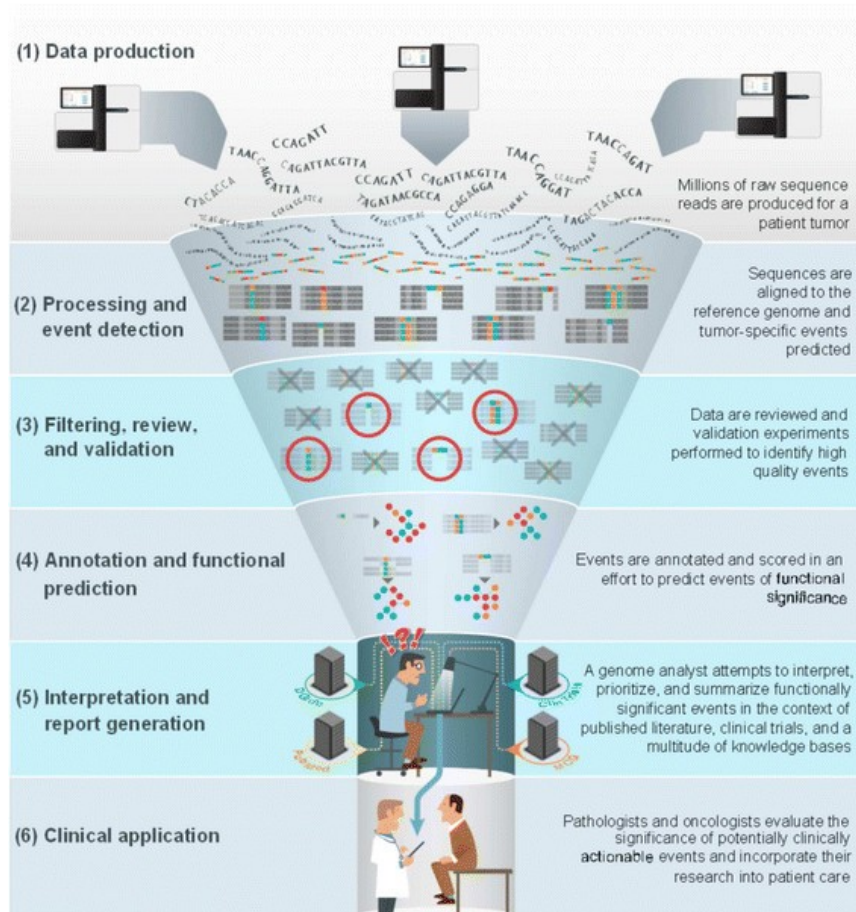 (1) Data production
CCAGATT
TAACCAGGATTA
CAGATTACGTTA
CTACACCA
CCAGATT
CAGATTACGTTA
TAGATAACGCCA
CCAGAGGA
TAACCAGGAT
TAACCAGAT
TAGACTACACCA
Millions of raw sequence
reads are produced for a
patient tumor
(2) Processing and
event detection
Sequences are
aligned to the
reference genome and
tumor-specific events
predicted
(3) Filtering, review,
and validation
Data are reviewed and
validation experiments
performed to identify high
quality events
(4) Annotation and functional
prediction
Events are annotated and scored in an
effort to predict events of functional
significance
!?!
(5) Interpretation and
report generation
A genome analyst attempts to interpret,
prioritize, and summarize functionally
significant events in the context of
published literature, clinical trials, and a
multitude of knowledge bases
(6) Clinical application
Pathologists and oncologists evaluate the
significance of potentially clinically
actionable events and incorporate their
research into patient care